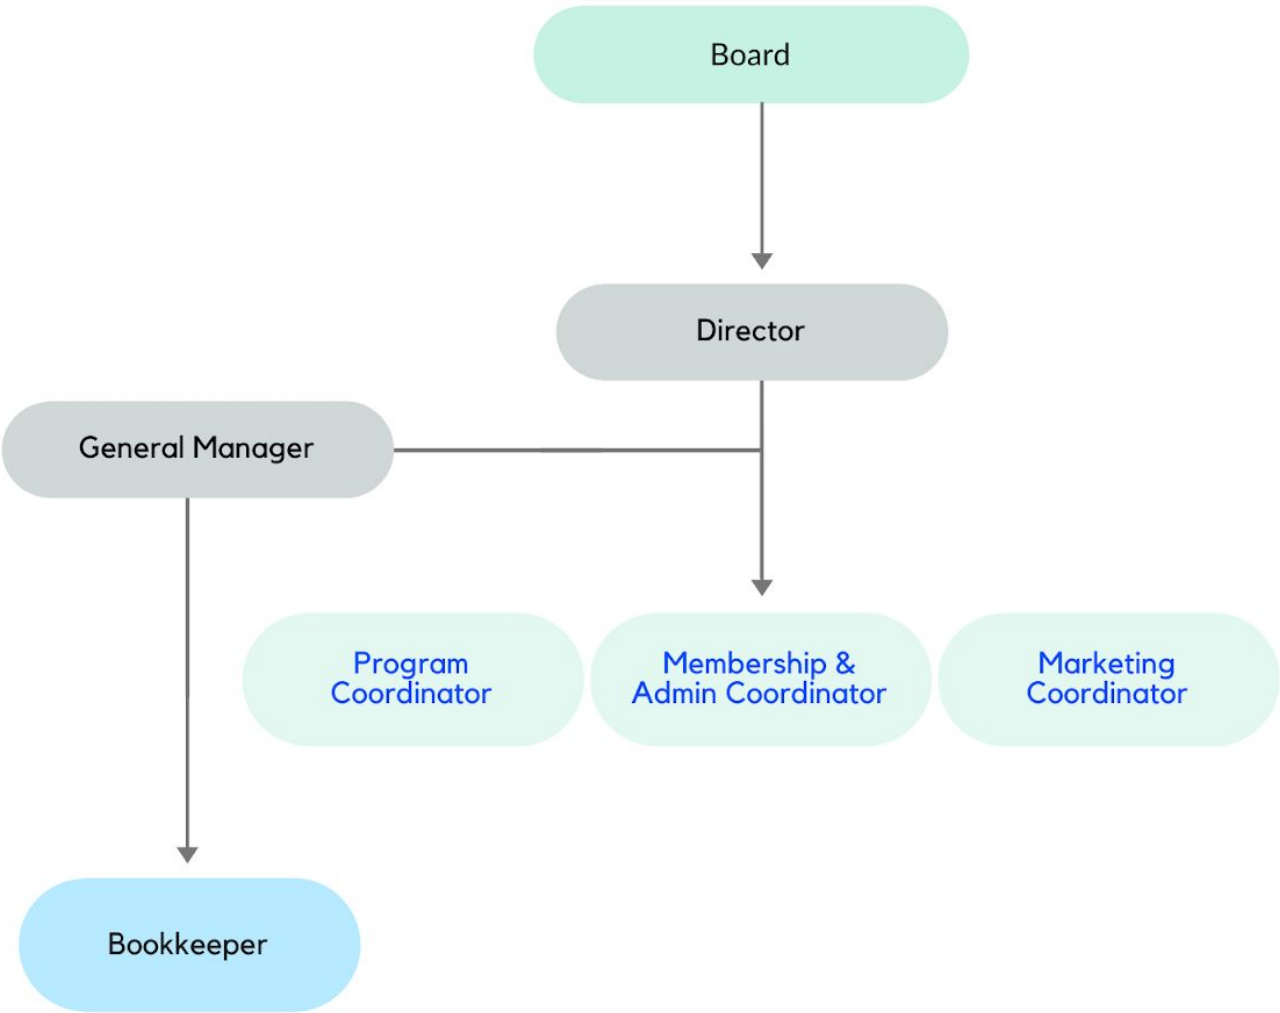 Board
Director
General Manager
Program
Coordinator
Membership &
Admin Coordinator
Marketing
Coordinator
Bookkeeper